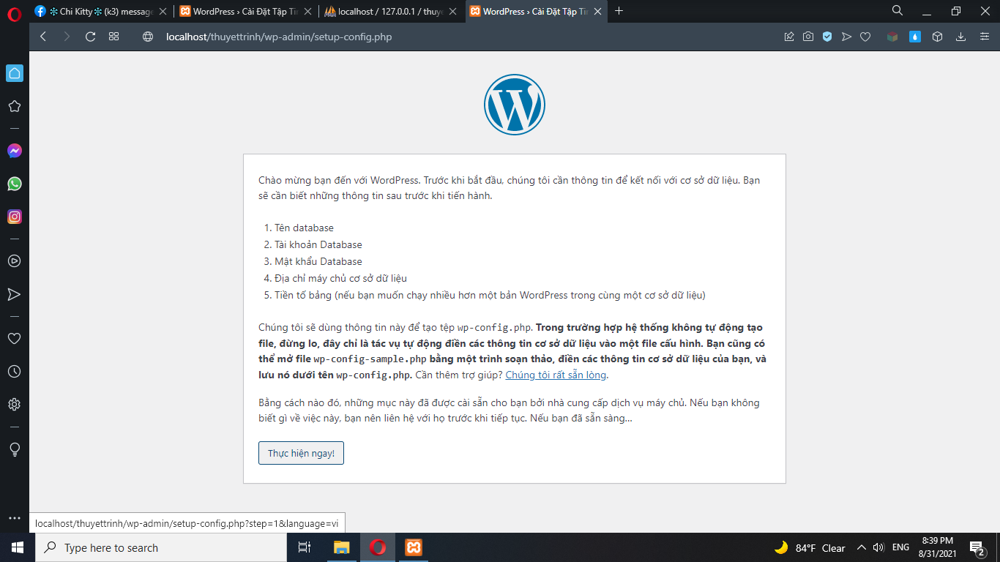 Chi Kitty (k3) message
WordPress › Cài Đặt Tập Tin
localhost / 127.0.0.1 / thuye
WordPress › Cài Đặt Tập Tin
localhost/thuyettrinh/wp-admin/setup-config.php
Chào mừng bạn đến với WordPress. Trước khi bắt đầu, chúng tôi cần thông tin để kết nối với cơ sở dữ liệu. Bạn
sẽ cần biết những thông tin sau trước khi tiến hành.
1. Tên database
2. Tài khoản Database
3. Mật khẩu Database
4. Địa chỉ máy chủ cơ sở dữ liệu
5. Tiền tố bảng (nếu bạn muốn chạy nhiều hơn một bản WordPress trong cùng một cơ sở dữ liệu)
Chúng tôi sẽ dùng thông tin này để tạo tệp wp-config.php. Trong trường hợp hệ thống không tự động tạo
file, đừng lo, đây chỉ là tác vụ tự động điền các thông tin cơ sở dữ liệu vào một file cấu hình. Bạn cũng có
thể mở file wp-config-sample.php bằng một trình soạn thảo, điền các thông tin cơ sở dữ liệu của bạn, và
lưu nó dưới tên wp-config.php. Cần thêm trợ giúp? Chúng tôi rất sẵn lòng.
Bằng cách nào đó, những mục này đã được cài sẵn cho bạn bởi nhà cung cấp dịch vụ máy chủ. Nếu bạn không
biết gì về việc này, bạn nên liên hệ với họ trước khi tiếp tục. Nếu bạn đã sẵn sàng...
Thực hiện ngay!
localhost/thuyettrinh/wp-admin/setup-config.php?step=1&language=vi
Type here to search
84°F Clear
ENG
8:39 PM
8/31/2021
2